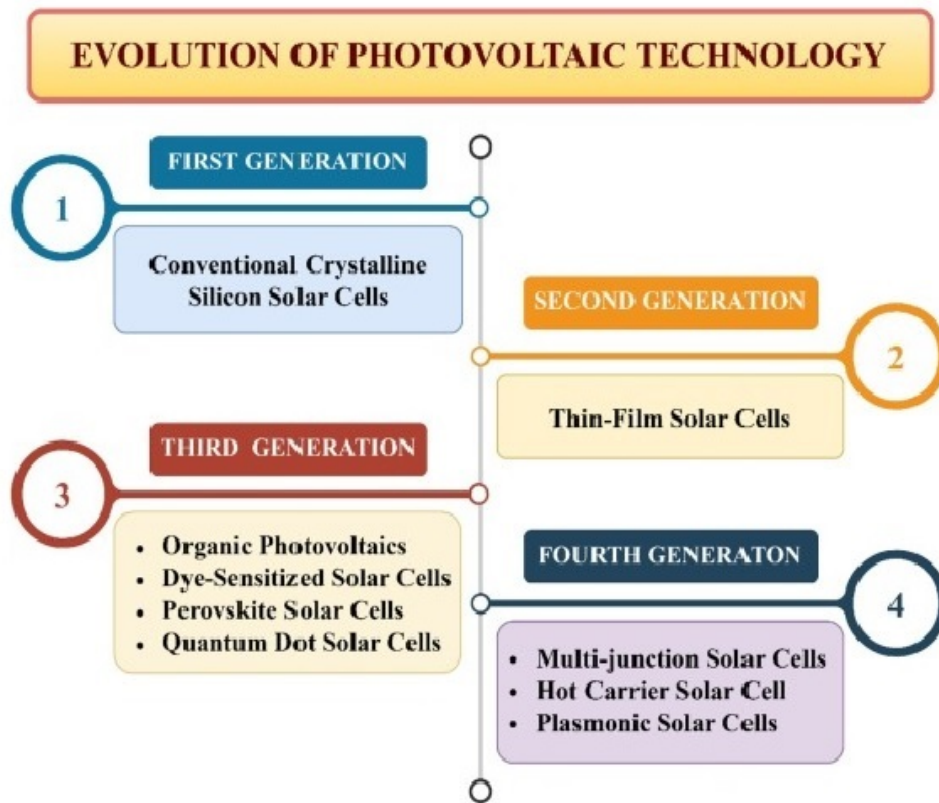 EVOLUTION OF PHOTOVOLTAIC TECHNOLOGY
FIRST GENERATION
1
Conventional Crystalline
Silicon Solar Cells
SECOND GENERATION
2
Thin-Film Solar Cells
THIRD GENERATION
3
• Organic Photovoltaics
• Dye-Sensitized Solar Cells
• Perovskite Solar Cells
• Quantum Dot Solar Cells
FOURTH GENERATON
4
• Multi-junction Solar Cells
• Hot Carrier Solar Cell
• Plasmonic Solar Cells